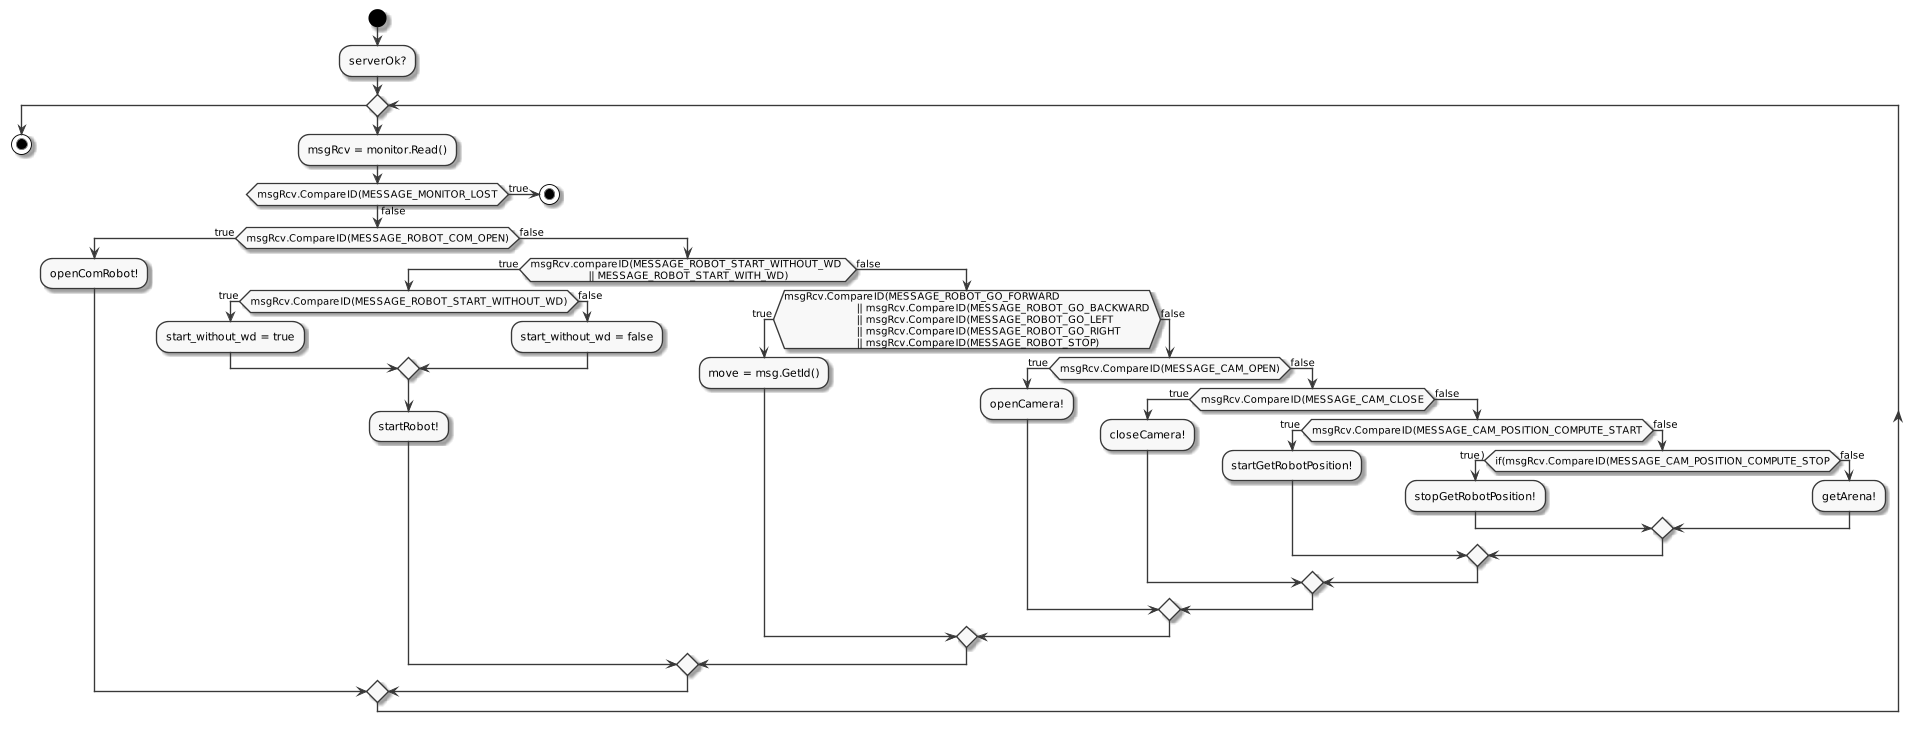 serverOk?
msgRcv = monitor.Read()
msgRcv.CompareID(MESSAGE_MONITOR_LOST
true
false
true
msgRcv.CompareID(MESSAGE_ROBOT_COM_OPEN)
false
openComRobot!
true
msgRcv.compareID(MESSAGE_ROBOT_START_WITHOUT_WD
|| MESSAGE_ROBOT_START_WITH_WD)
false
true
msgRcv.CompareID(MESSAGE_ROBOT_START_WITHOUT_WD)
false
start_without_wd = true
start_without_wd = false
startRobot!
true
msgRcv.CompareID(MESSAGE_ROBOT_GO_FORWARD
|| msgRcv.CompareID(MESSAGE_ROBOT_GO_BACKWARD
|| msgRcv.CompareID(MESSAGE_ROBOT_GO_LEFT
|| msgRcv.CompareID(MESSAGE_ROBOT_GO_RIGHT
|| msgRcv.CompareID(MESSAGE_ROBOT_STOP)
false
move = msg.GetId()
true
msgRcv.CompareID(MESSAGE_CAM_OPEN)
false
openCamera!
true
msgRcv.CompareID(MESSAGE_CAM_CLOSE
false
closeCamera!
true
msgRcv.CompareID(MESSAGE_CAM_POSITION_COMPUTE_START
false
startGetRobotPosition!
true)
if(msgRcv.CompareID(MESSAGE_CAM_POSITION_COMPUTE_STOP
false
stopGetRobotPosition!
getArena!